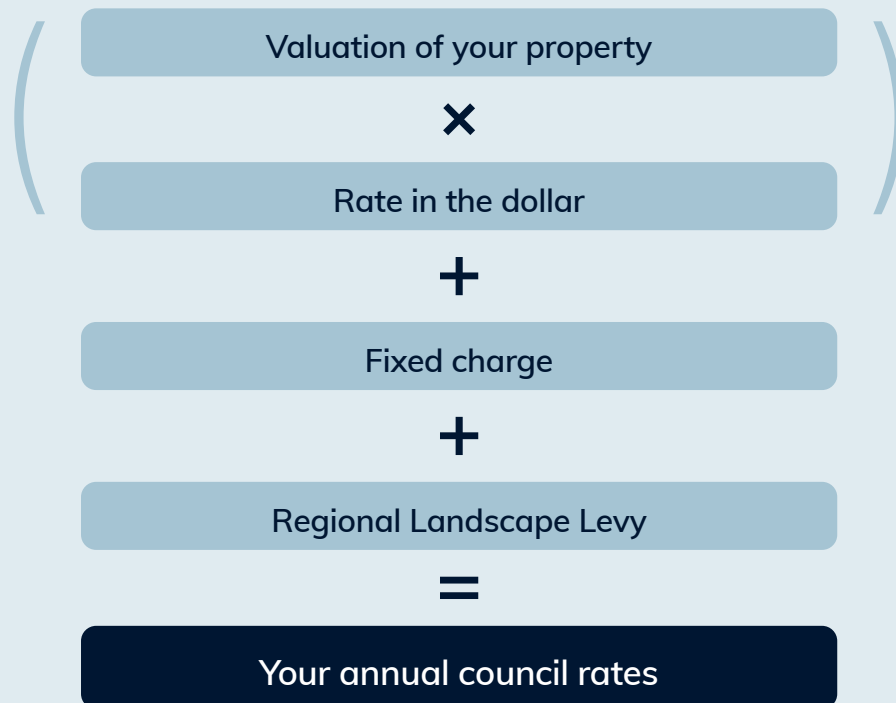 Valuation of your property
×
Rate in the dollar
+
Fixed charge
+
Regional Landscape Levy
=
Your annual council rates